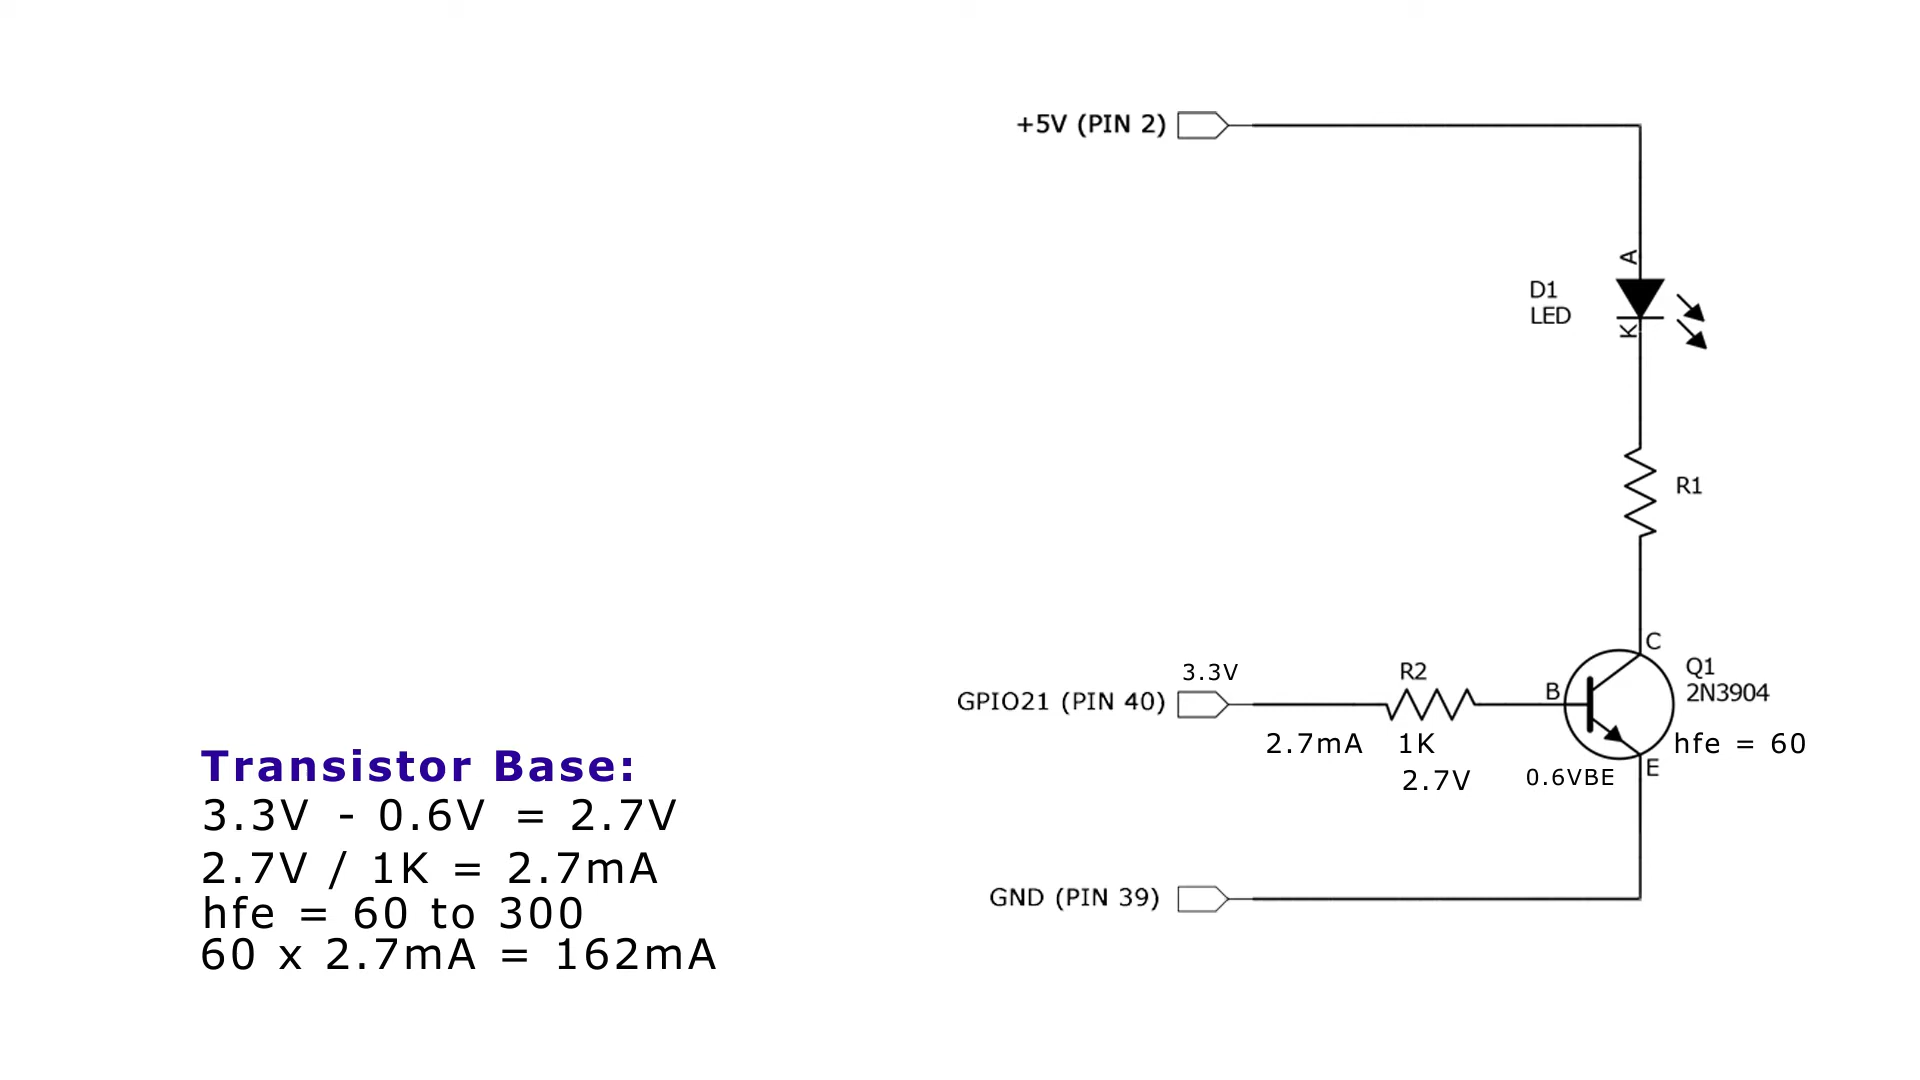 +5V (PIN 2)
A
D1
LED
K
R1
C
3.3V
R2
Q1
GPIO21 (PIN 40)
B
2N3904
2.7mA
1K
hfe = 60
2.7V
0.6VBE
E
GND (PIN 39)
Transistor Base:
3.3V - 0.6V = 2.7V
2.7V / 1K = 2.7mA
hfe = 60 to 300
60 x 2.7mA = 162mA